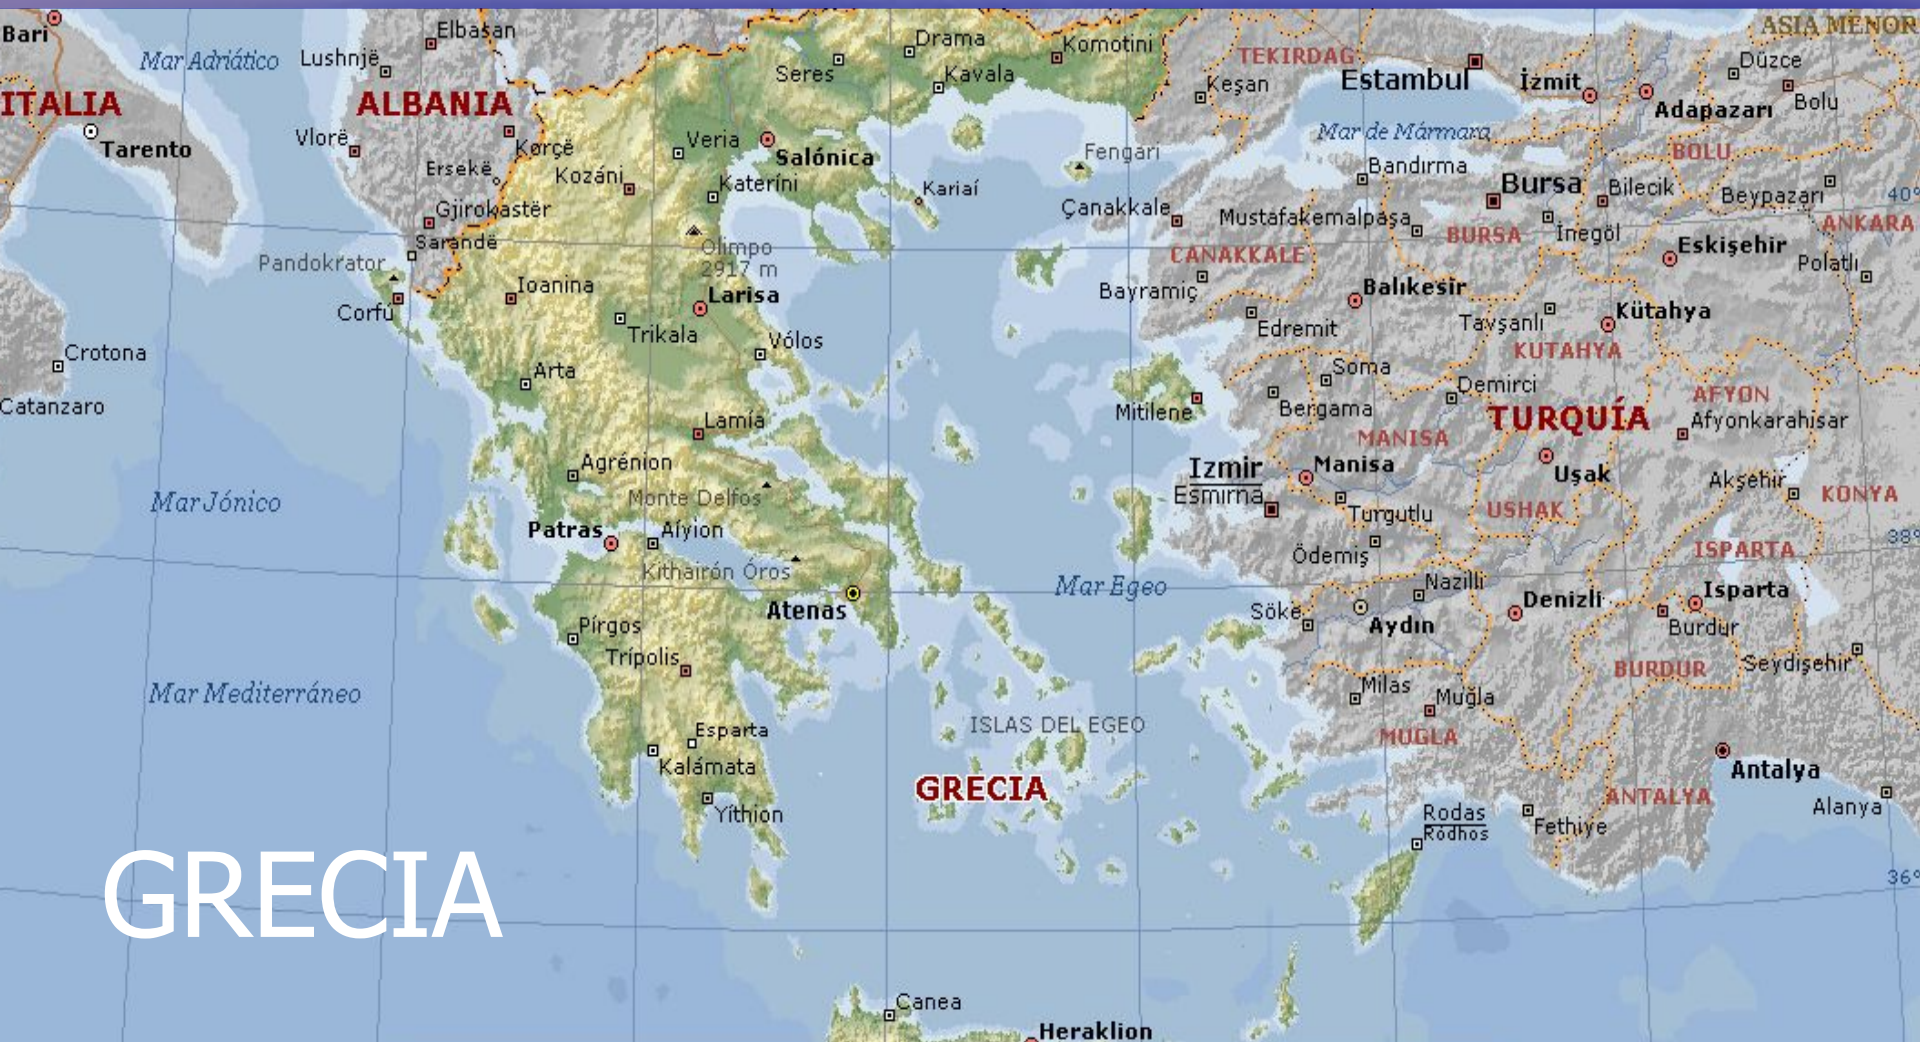 ASIA MENOR
Bari
Elbasan
Drama
Komotini
Mar Adriático
Lushnjë
Seres
Kavala
TEKIRDAG
Keşan
Estambul
İzmit
Düzce
Bolu
Adapazarı
ITALIA
ALBANIA
Tarento
Vlorë
Korçë
Veria
Salónica
Mar de Mármara
BOLU
Fengari
Bandırma
Ersekë
Kozáni
Kateríni
Kariaí
Bursa
Bilecik
Beypazarı
40°
Gjirokastër
Çanakkale
Mustafakemalpaşa
BURSA
İnegöl
ANKARA
Sarandë
Olimpo
2917 m
ÇANAKKALE
Eskişehir
Polatlı
Pandokrator
Corfú
Ioanina
Larisa
Bayramiç
Balıkesir
Edremit
Tavşanlı
Kütahya
Trikala
Vólos
KUTAHYA
Crotona
Arta
Soma
Demirci
AFYON
Catanzaro
Mitilene
Bergama
TURQUÍA
Afyonkarahisar
Lamía
MANISA
Agrénion
Izmir
Esmirna
Manisa
Uşak
Akşehir
KONYA
Mar Jónico
Monte Delfos
Turgutlu
USHAK
Patras
Aíyion
Ödemiş
ISPARTA
38°
Kithairón Óros
Mar Egeo
Nazilli
Isparta
Atenas
Söke
Aydın
Denizli
Burdur
Pírgos
Trípolis
BURDUR
Seydişehir
Mar Mediterráneo
Milas
Muğla
Esparta
ISLAS DEL EGEO
MUGLA
Kalámata
Antalya
GRECIA
ANTALYA
Alanya
Yíthion
Rodas
Ródhos
Fethiye
GRECIA
36°
Canea
Heraklion